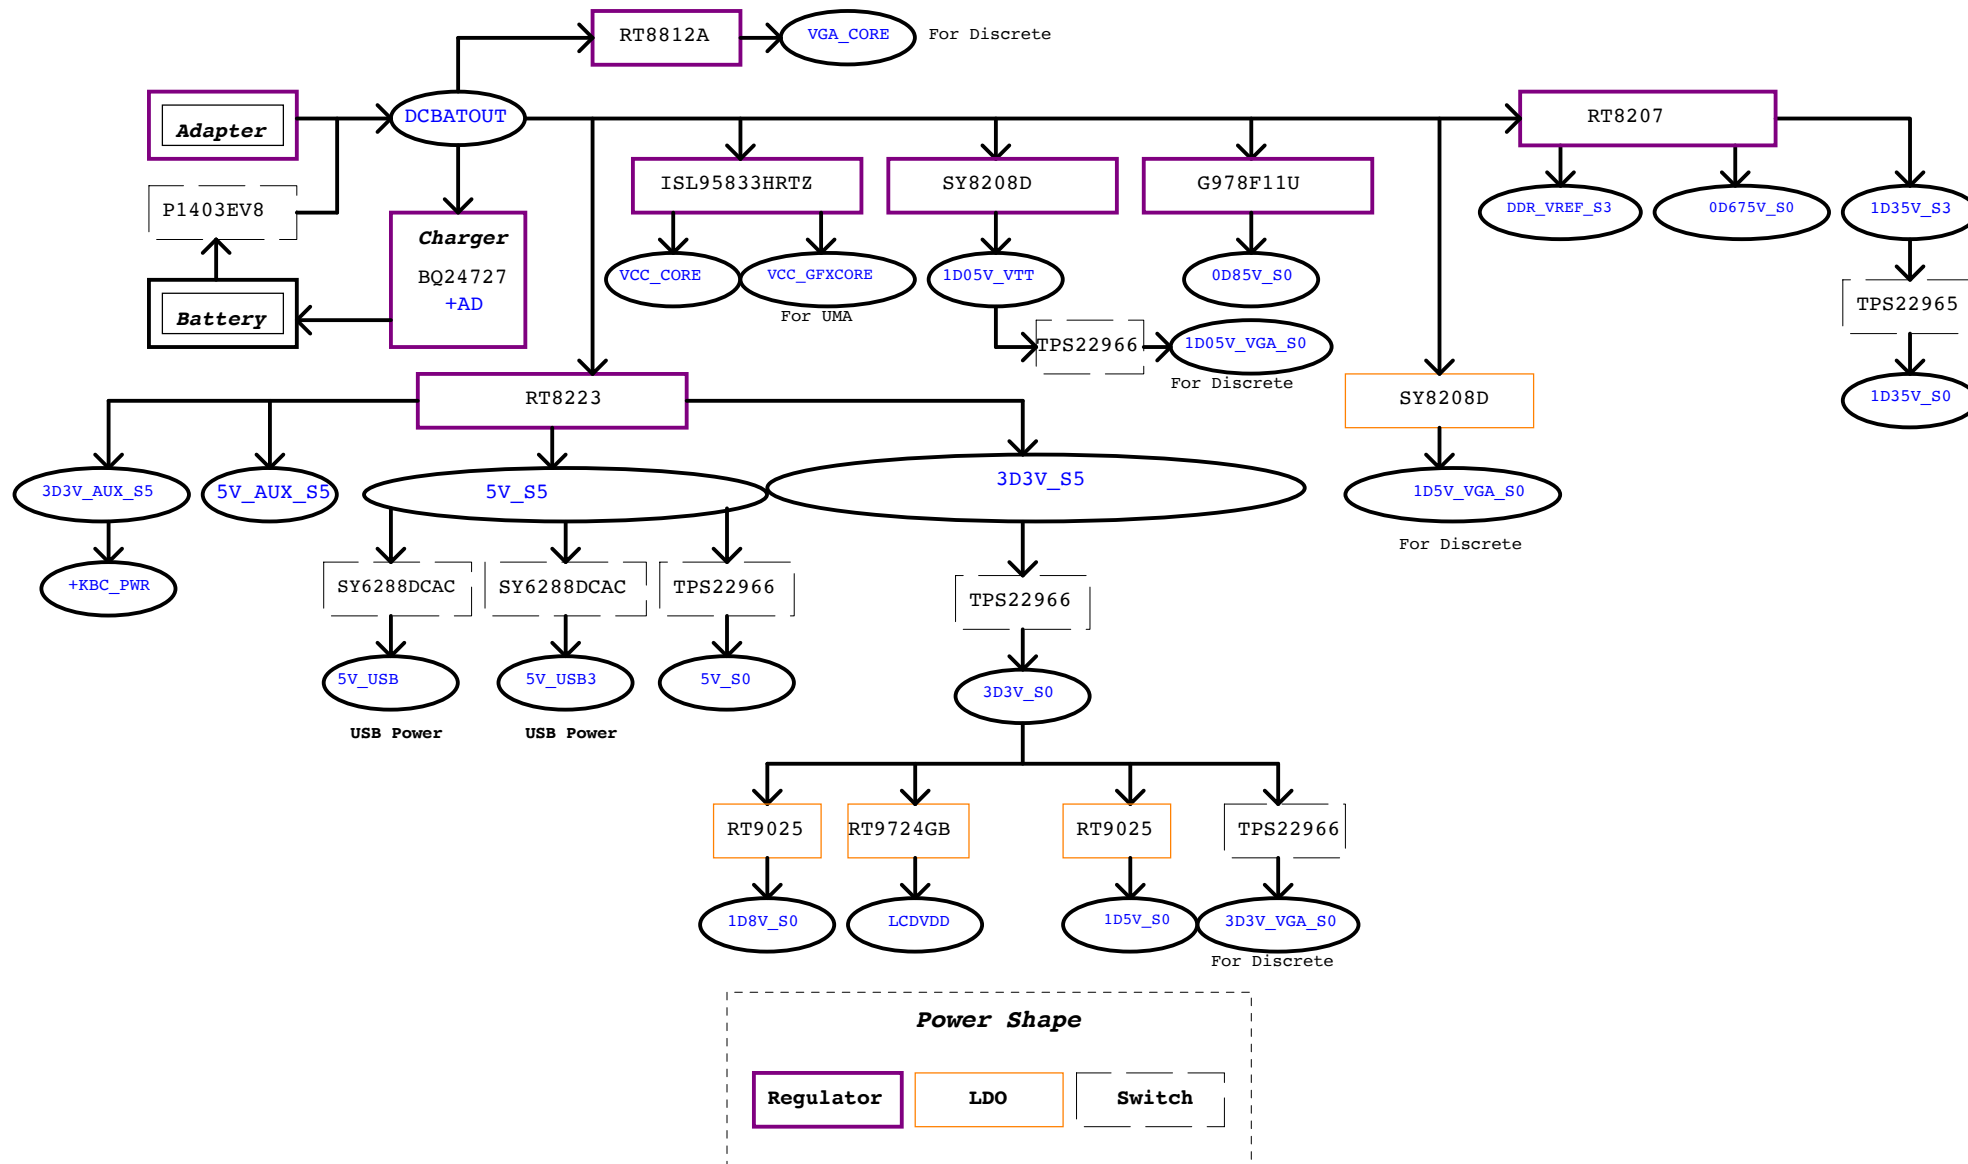 RT8812A
VGA_CORE
For Discrete
Adapter
DCBATOUT
RT8207
P1403EV8
Charger
BQ24727
+AD
Battery
ISL95833HRTZ
SY8208D
G978F11U
DDR_VREF_S3
0D675V_S0
1D35V_S3
VCC_CORE
VCC_GFXCORE
For UMA
1D05V_VTT
0D85V_S0
TPS22965
TPS22966
1D05V_VGA_S0
For Discrete
RT8223
SY8208D
1D35V_S0
3D3V_AUX_S5
5V_AUX_S5
5V_S5
3D3V_S5
1D5V_VGA_S0
For Discrete
+KBC_PWR
SY6288DCAC
SY6288DCAC
TPS22966
TPS22966
5V_USB
5V_USB3
5V_S0
3D3V_S0
USB Power
USB Power
RT9025
RT9724GB
RT9025
TPS22966
1D8V_S0
LCDVDD
1D5V_S0
3D3V_VGA_S0
For Discrete
Power Shape
Regulator
LDO
Switch